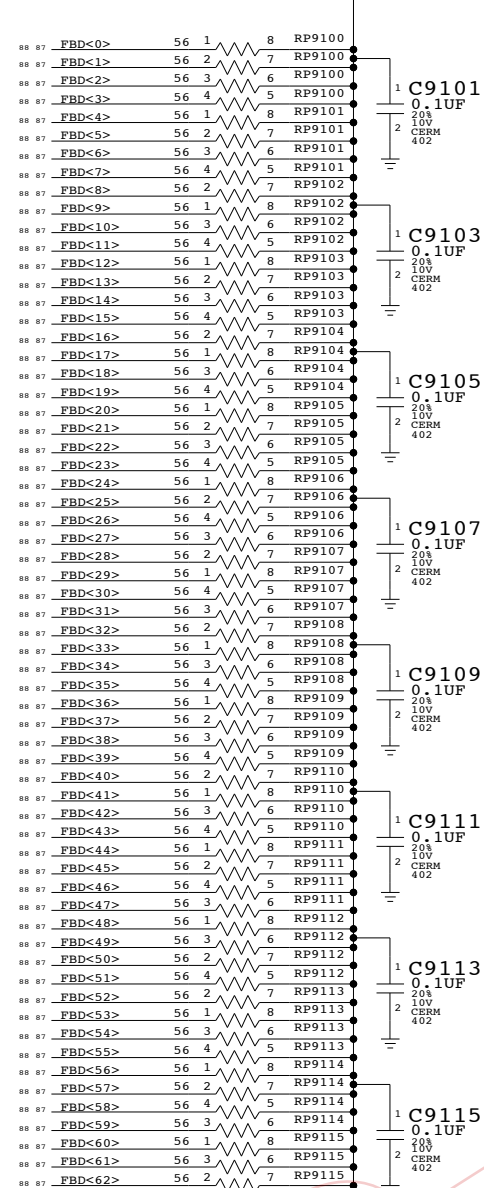 88 87 FBD<0> 56 1 8 RP9100
88 87 FBD<1> 56 2 7 RP9100
88 87 FBD<2> 56 3 6 RP9100
88 87 FBD<3> 56 4 5 RP9100
88 87 FBD<4> 56 1 8 RP9101
88 87 FBD<5> 56 2 7 RP9101
88 87 FBD<6> 56 3 6 RP9101
88 87 FBD<7> 56 4 5 RP9101
88 87 FBD<8> 56 2 7 RP9102
88 87 FBD<9> 56 1 8 RP9102
88 87 FBD<10> 56 3 6 RP9102
88 87 FBD<11> 56 4 5 RP9102
88 87 FBD<12> 56 1 8 RP9103
88 87 FBD<13> 56 2 7 RP9103
88 87 FBD<14> 56 3 6 RP9103
88 87 FBD<15> 56 4 5 RP9103
88 87 FBD<16> 56 2 7 RP9104
88 87 FBD<17> 56 1 8 RP9104
88 87 FBD<18> 56 3 6 RP9104
88 87 FBD<19> 56 4 5 RP9104
88 87 FBD<20> 56 1 8 RP9105
88 87 FBD<21> 56 2 7 RP9105
88 87 FBD<22> 56 3 6 RP9105
88 87 FBD<23> 56 4 5 RP9105
88 87 FBD<24> 56 1 8 RP9106
88 87 FBD<25> 56 2 7 RP9106
88 87 FBD<26> 56 4 5 RP9106
88 87 FBD<27> 56 3 6 RP9106
88 87 FBD<28> 56 2 7 RP9107
88 87 FBD<29> 56 1 8 RP9107
88 87 FBD<30> 56 4 5 RP9107
88 87 FBD<31> 56 3 6 RP9107
88 87 FBD<32> 56 2 7 RP9108
88 87 FBD<33> 56 1 8 RP9108
88 87 FBD<34> 56 3 6 RP9108
88 87 FBD<35> 56 4 5 RP9108
88 87 FBD<36> 56 1 8 RP9109
88 87 FBD<37> 56 2 7 RP9109
88 87 FBD<38> 56 3 6 RP9109
88 87 FBD<39> 56 4 5 RP9109
88 87 FBD<40> 56 2 7 RP9110
88 87 FBD<41> 56 1 8 RP9110
88 87 FBD<42> 56 3 6 RP9110
88 87 FBD<43> 56 4 5 RP9110
88 87 FBD<44> 56 1 8 RP9111
88 87 FBD<45> 56 2 7 RP9111
88 87 FBD<46> 56 4 5 RP9111
88 87 FBD<47> 56 3 6 RP9111
88 87 FBD<48> 56 1 8 RP9112
88 87 FBD<49> 56 3 6 RP9112
88 87 FBD<50> 56 2 7 RP9112
88 87 FBD<51> 56 4 5 RP9112
88 87 FBD<52> 56 2 7 RP9113
88 87 FBD<53> 56 1 8 RP9113
88 87 FBD<54> 56 3 6 RP9113
88 87 FBD<55> 56 4 5 RP9113
88 87 FBD<56> 56 1 8 RP9114
88 87 FBD<57> 56 2 7 RP9114
88 87 FBD<58> 56 4 5 RP9114
88 87 FBD<59> 56 3 6 RP9114
88 87 FBD<60> 56 1 8 RP9115
88 87 FBD<61> 56 3 6 RP9115
88 87 FBD<62> 56 2 7 RP9115
1 C9101
0.1UF
20%
10V
2 CERM
402
1 C9103
0.1UF
20%
10V
2 CERM
402
1 C9105
0.1UF
20%
10V
2 CERM
402
1 C9107
0.1UF
20%
10V
2 CERM
402
1 C9109
0.1UF
20%
10V
2 CERM
402
1 C9111
0.1UF
20%
10V
2 CERM
402
1 C9113
0.1UF
20%
10V
2 CERM
402
1 C9115
0.1UF
20%
10V
2 CERM
402